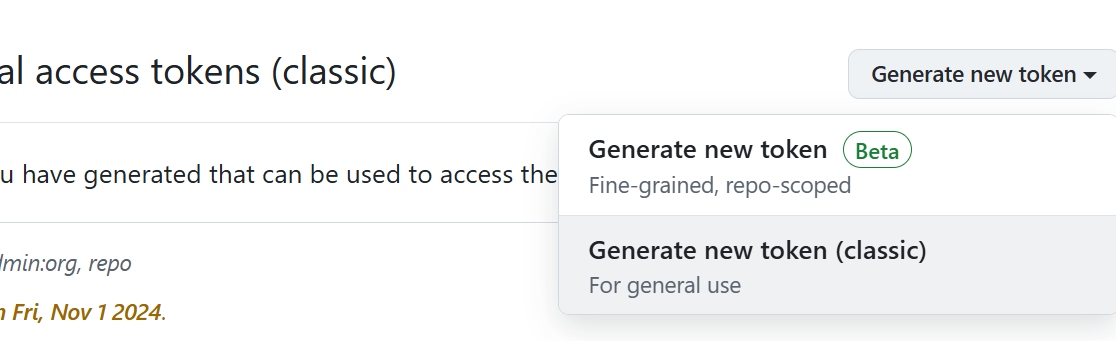 al access tokens (classic)
Generate new token
Generate new token Beta
Fine-grained, repo-scoped
u have generated that can be used to access the
Generate new token (classic)
For general use
dmin:org, repo
n Fri, Nov 1 2024.